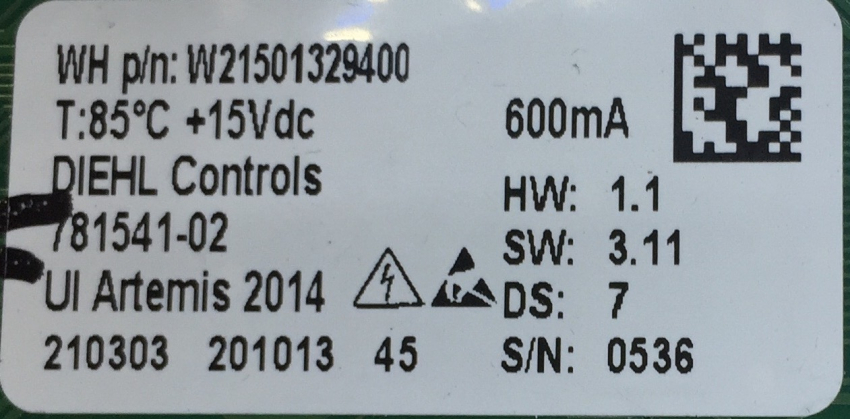 WH p/n: W21501329400
T:85°C +15Vdc 600mA
DIEHL Controls
HW: 1.1
781541-02
SW: 3.11
UI Artemis 2014
DS: 7
210303 201013 45 S/N: 0536